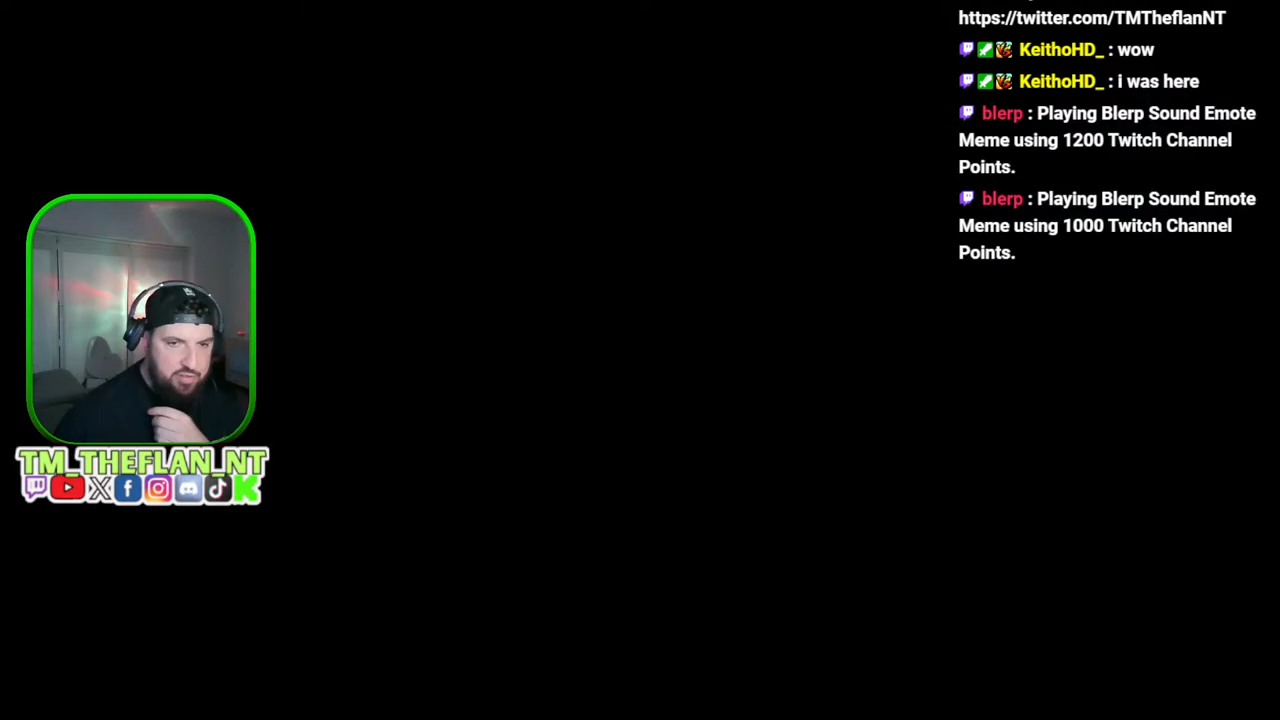 https://twitter.com/TMTheflanNT
KeithoHD_ : wow
KeithoHD_ : i was here
blerp : Playing Blerp Sound Emote
Meme using 1200 Twitch Channel
Points.
blerp : Playing Blerp Sound Emote
Meme using 1000 Twitch Channel
Points.
TM_THEFLAN_NT